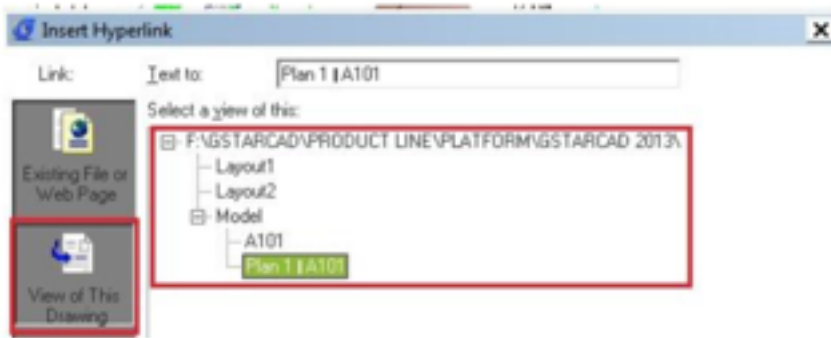 Insert Hyperlink
Link:
Text to:
Plan 1 | A101
Select a view of this:
F:\GSTARCAD\PRODUCT LINE\PLATFORM\GSTARCAD 2013\
Layout1
Layout2
Model
A101
Plan 1 | A101
Existing File or
Web Page
View of This
Drawing